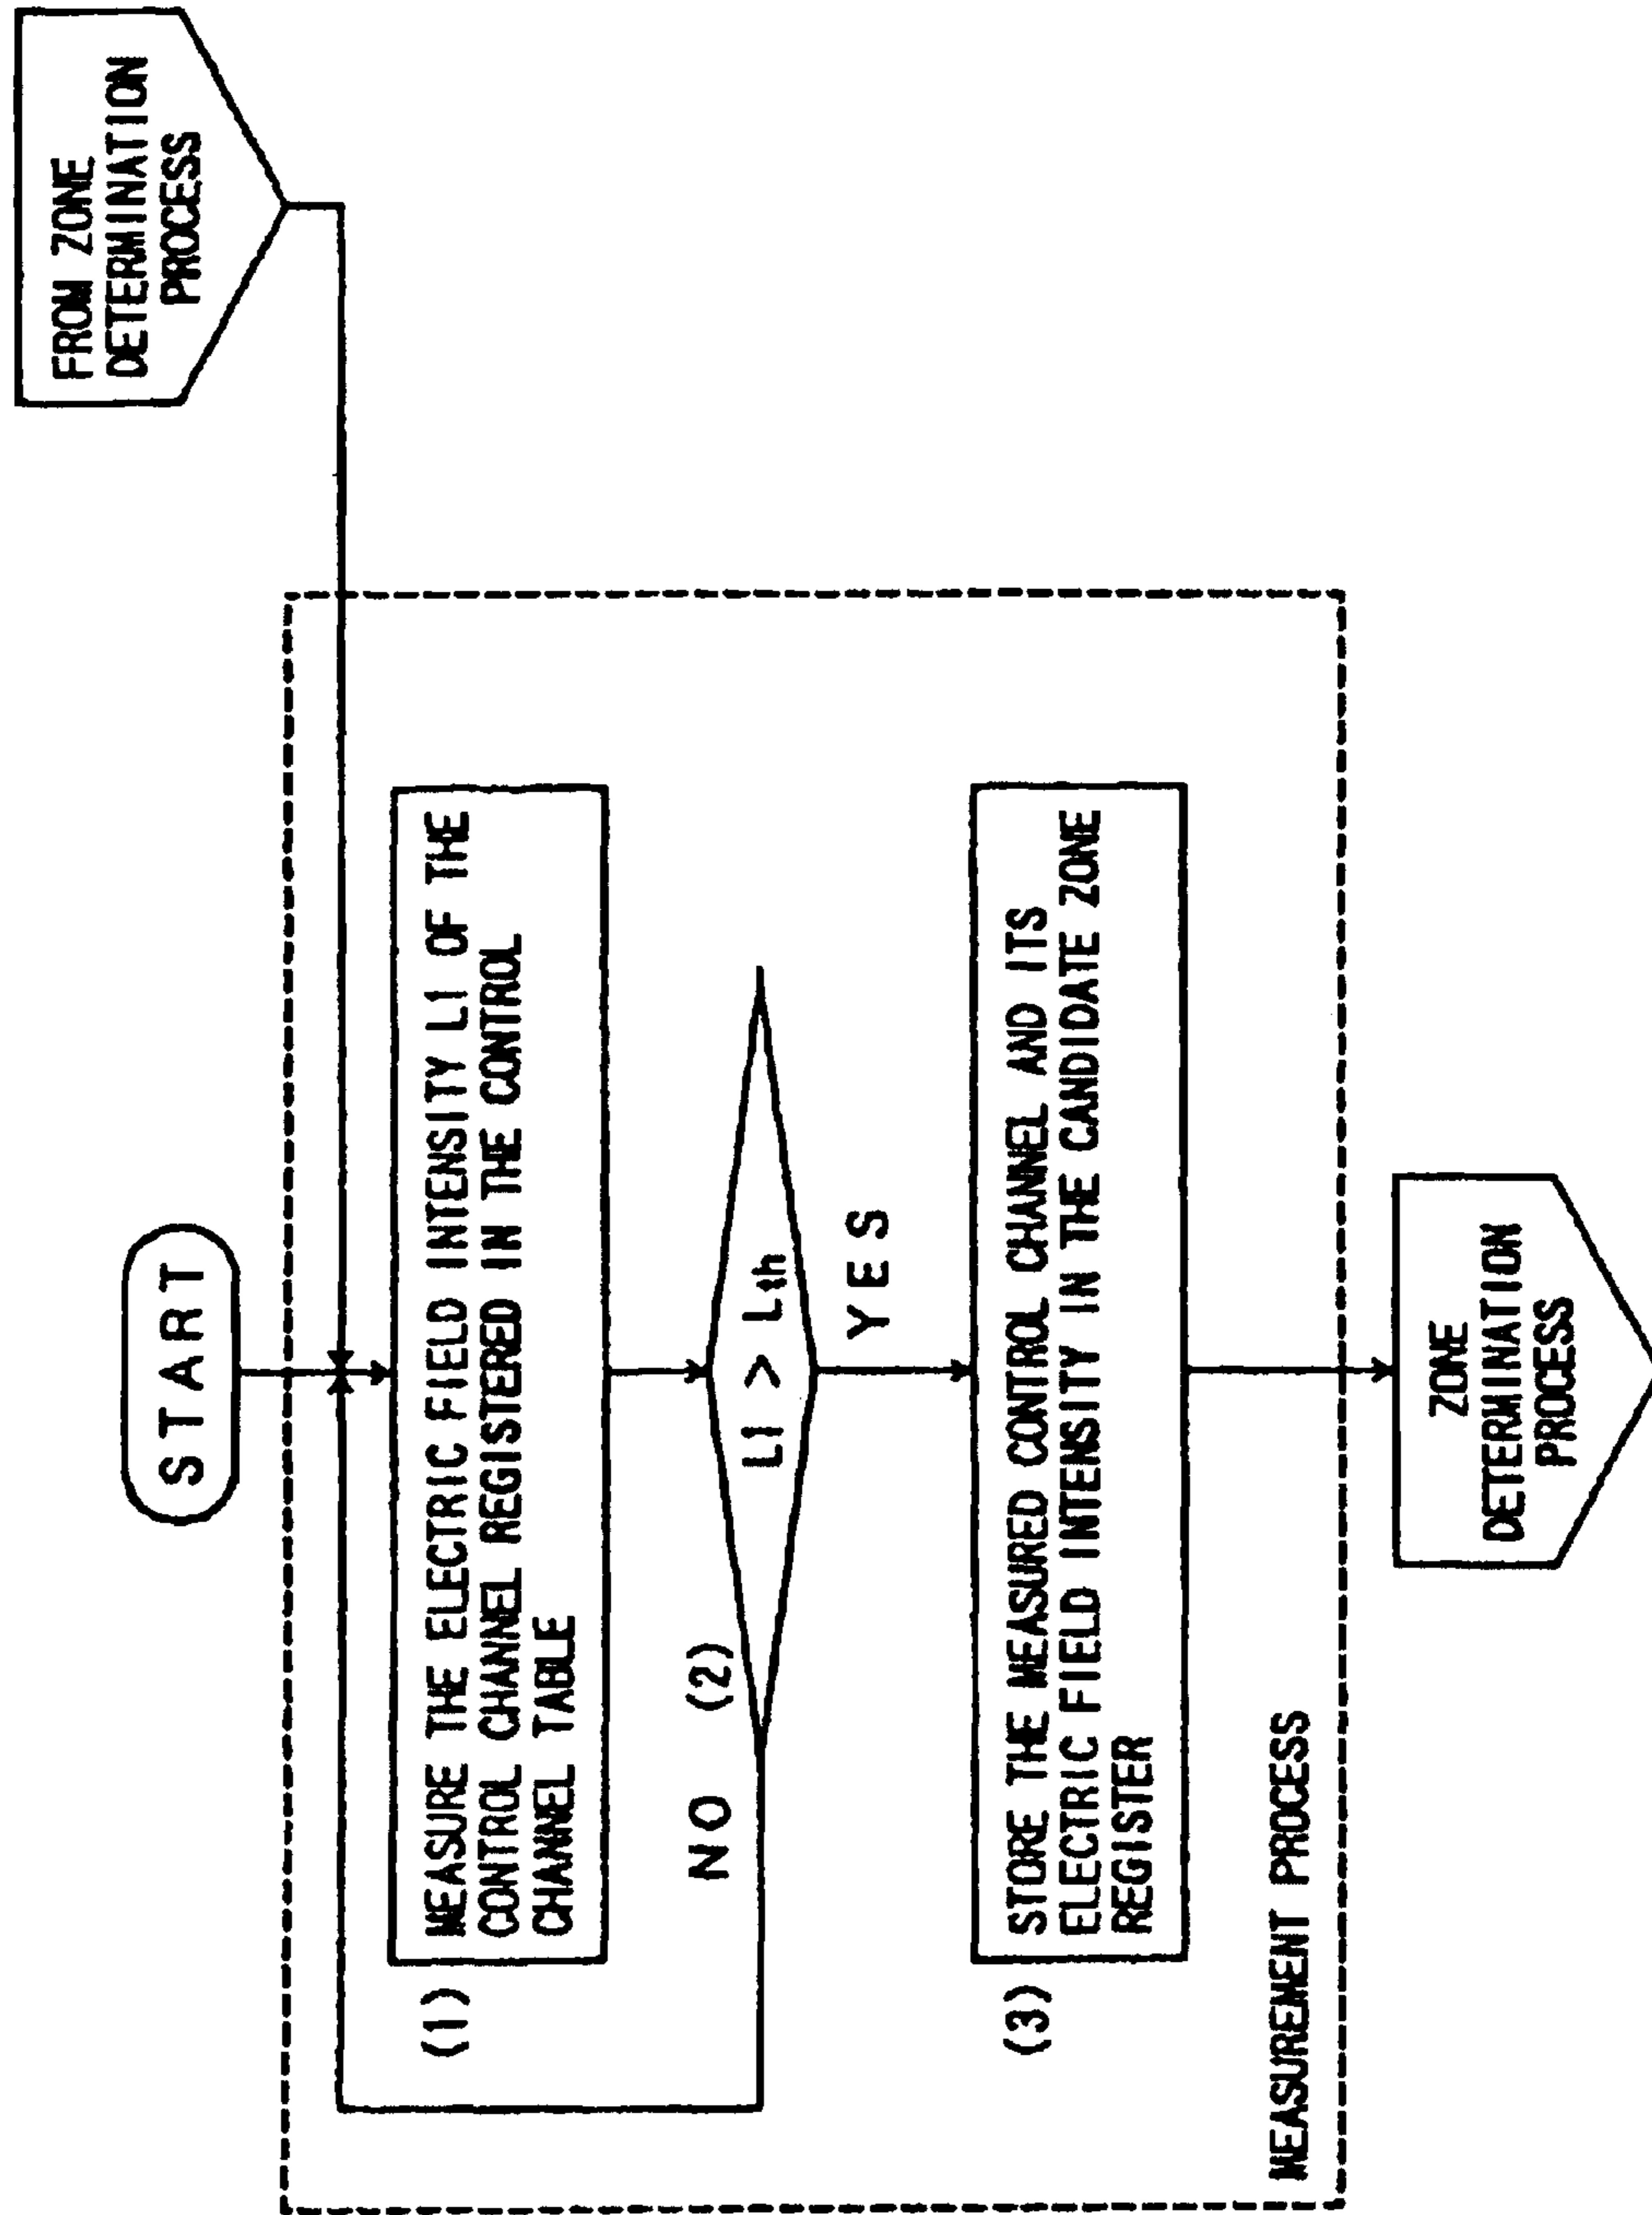 FROM ZONE
DETERMINATION
PROCESS
START
(1)
MEASURE THE ELECTRIC FIELD INTENSITY LI OF THE
CONTROL CHANNEL REGISTERED IN THE CONTROL
CHANNEL TABLE
NO
(2)
LI > Lth
YES
(3)
STORE THE MEASURED CONTROL CHANNEL AND ITS
ELECTRIC FIELD INTENSITY IN THE CANDIDATE ZONE
REGISTER
MEASUREMENT PROCESS
ZONE
DETERMINATION
PROCESS